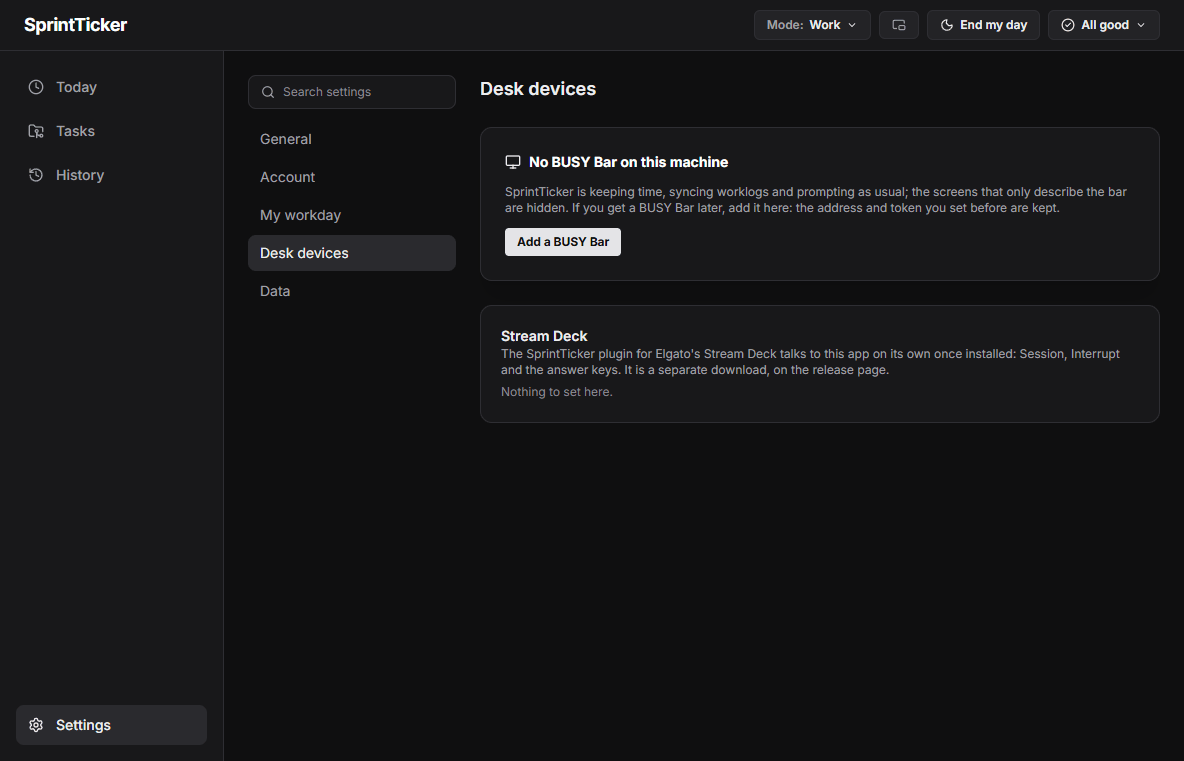 SprintTicker
Mode: Work
End my day
All good
Today
Tasks
History
Settings
Search settings
General
Account
My workday
Desk devices
Data
Desk devices
No BUSY Bar on this machine
SprintTicker is keeping time, syncing worklogs and prompting as usual; the screens that only describe the bar
are hidden. If you get a BUSY Bar later, add it here: the address and token you set before are kept.
Add a BUSY Bar
Stream Deck
The SprintTicker plugin for Elgato's Stream Deck talks to this app on its own once installed: Session, Interrupt
and the answer keys. It is a separate download, on the release page.
Nothing to set here.